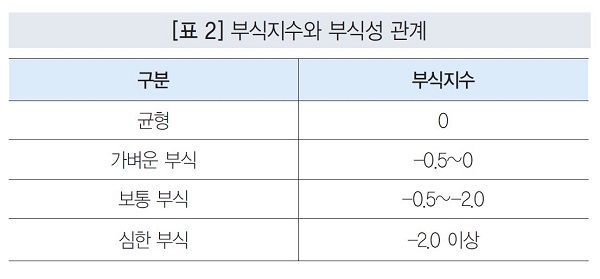 [표 2] 부식지수와 부식성 관계
구분 부식지수
균형 0
가벼운 부식 -0.5~0
보통 부식 -0.5~-2.0
심한 부식 -2.0 이상